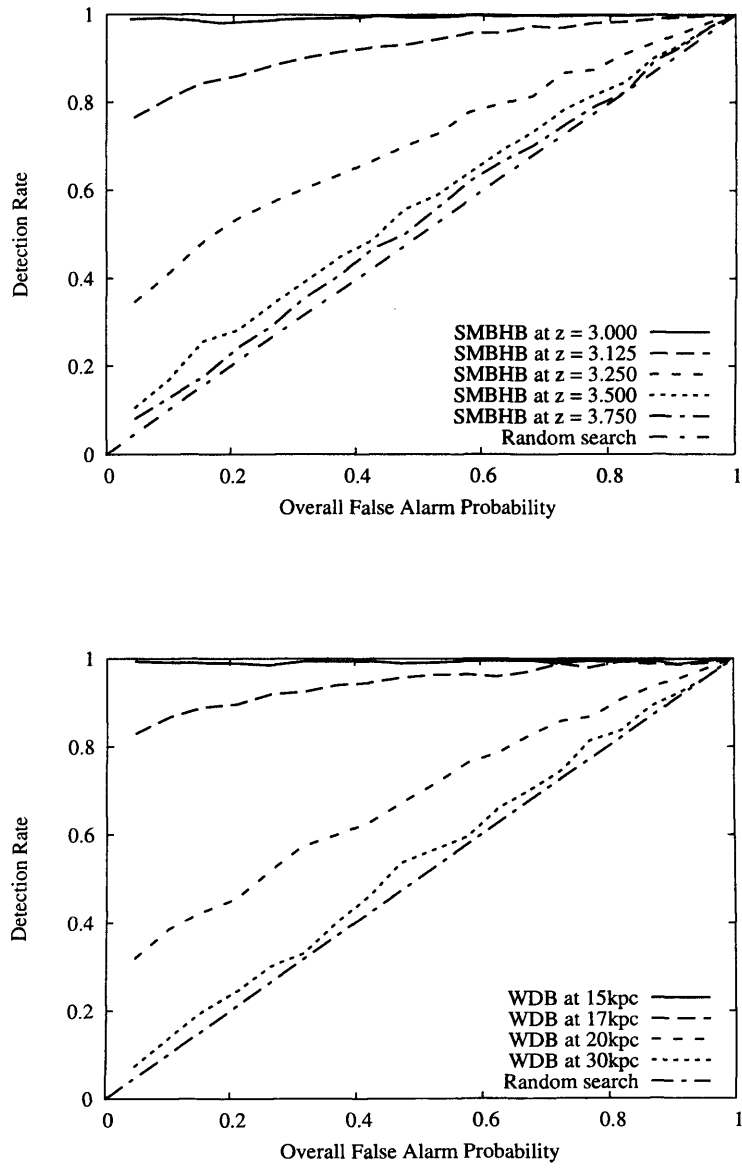 1
0.8
0.6
0.4
0.2
0
Detection Rate
SMBHB at z = 3.000
SMBHB at z = 3.125
SMBHB at z = 3.250
SMBHB at z = 3.500
SMBHB at z = 3.750
Random search
0 0.2 0.4 0.6 0.8 1
Overall False Alarm Probability
1
0.8
0.6
0.4
0.2
0
Detection Rate
WDB at 15kpc
WDB at 17kpc
WDB at 20kpc
WDB at 30kpc
Random search
0 0.2 0.4 0.6 0.8 1
Overall False Alarm Probability